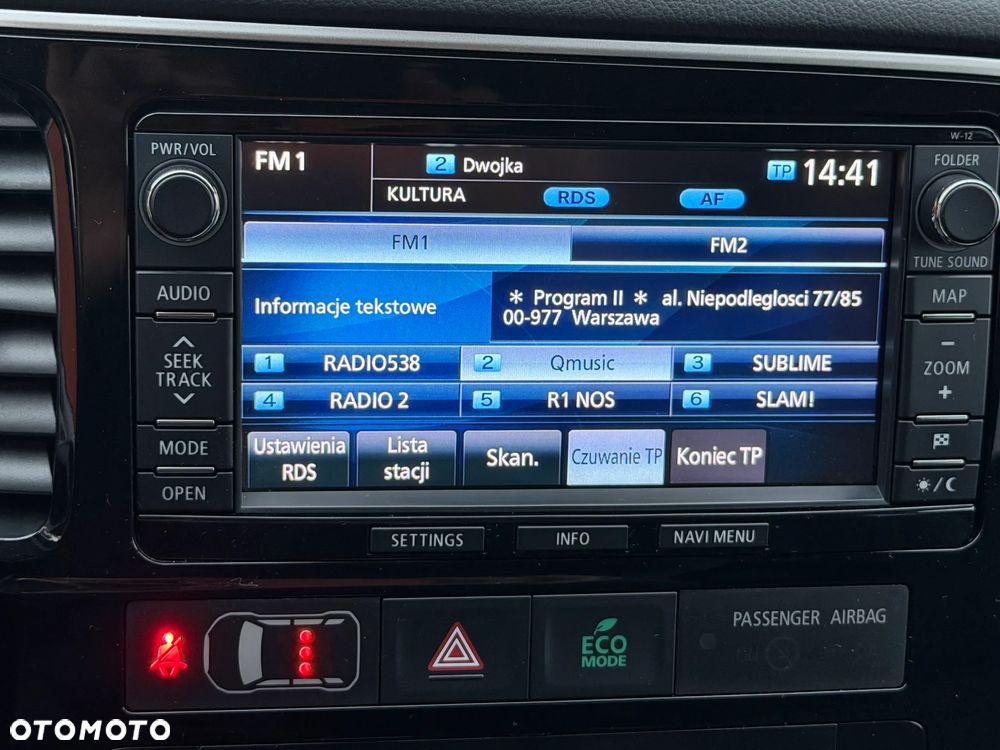 W-12
PWR/VOL
FOLDER
FM1
2 Dwojka
TP 14:41
KULTURA RDS AF
FM1 FM2
TUNE SOUND
AUDIO
MAP
Informacje tekstowe
* Program II * al. Niepodleglosci 77/85
00-977 Warszawa
SEEK
TRACK
ZOOM
1 RADIO538 2 Qmusic 3 SUBLIME
4 RADIO 2 5 R1 NOS 6 SLAM!
MODE
Ustawienia
RDS
Lista
stacji
Skan.
Czuwanie TP
Koniec TP
OPEN
SETTINGS INFO NAVI MENU
PASSENGER AIRBAG
ECO
MODE
OTOMOTO